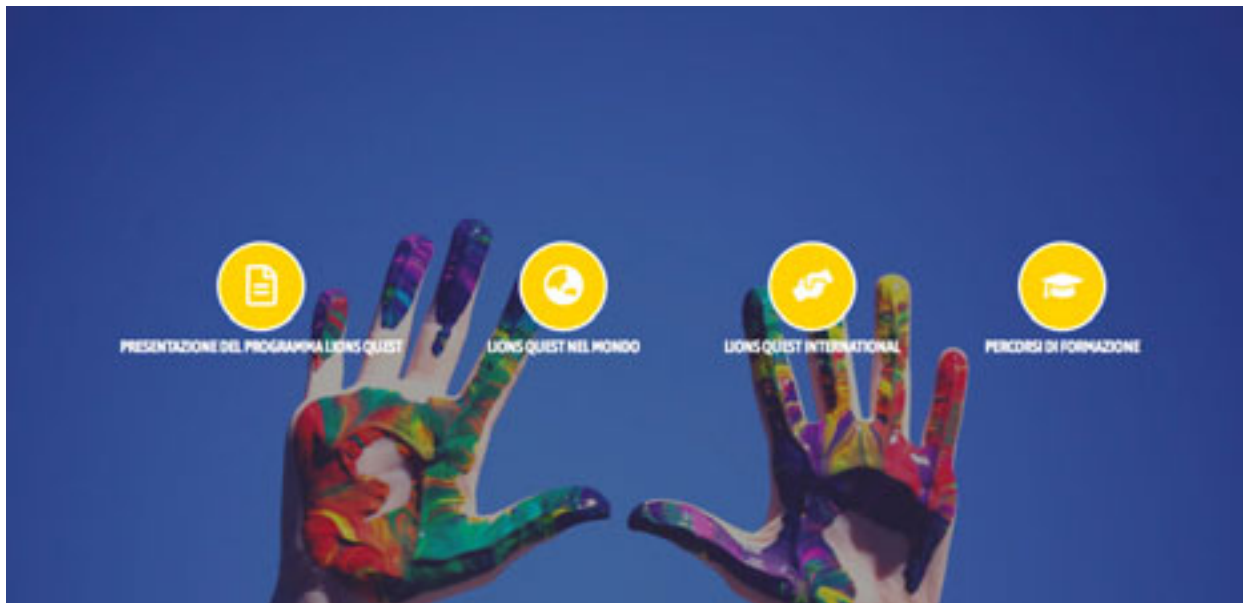 PRESENTAZIONE DEL PROGRAMMA LIONS QUEST
LIONS QUEST NEL MONDO
LIONS QUEST INTERNATIONAL
PERCORSI DI FORMAZIONE